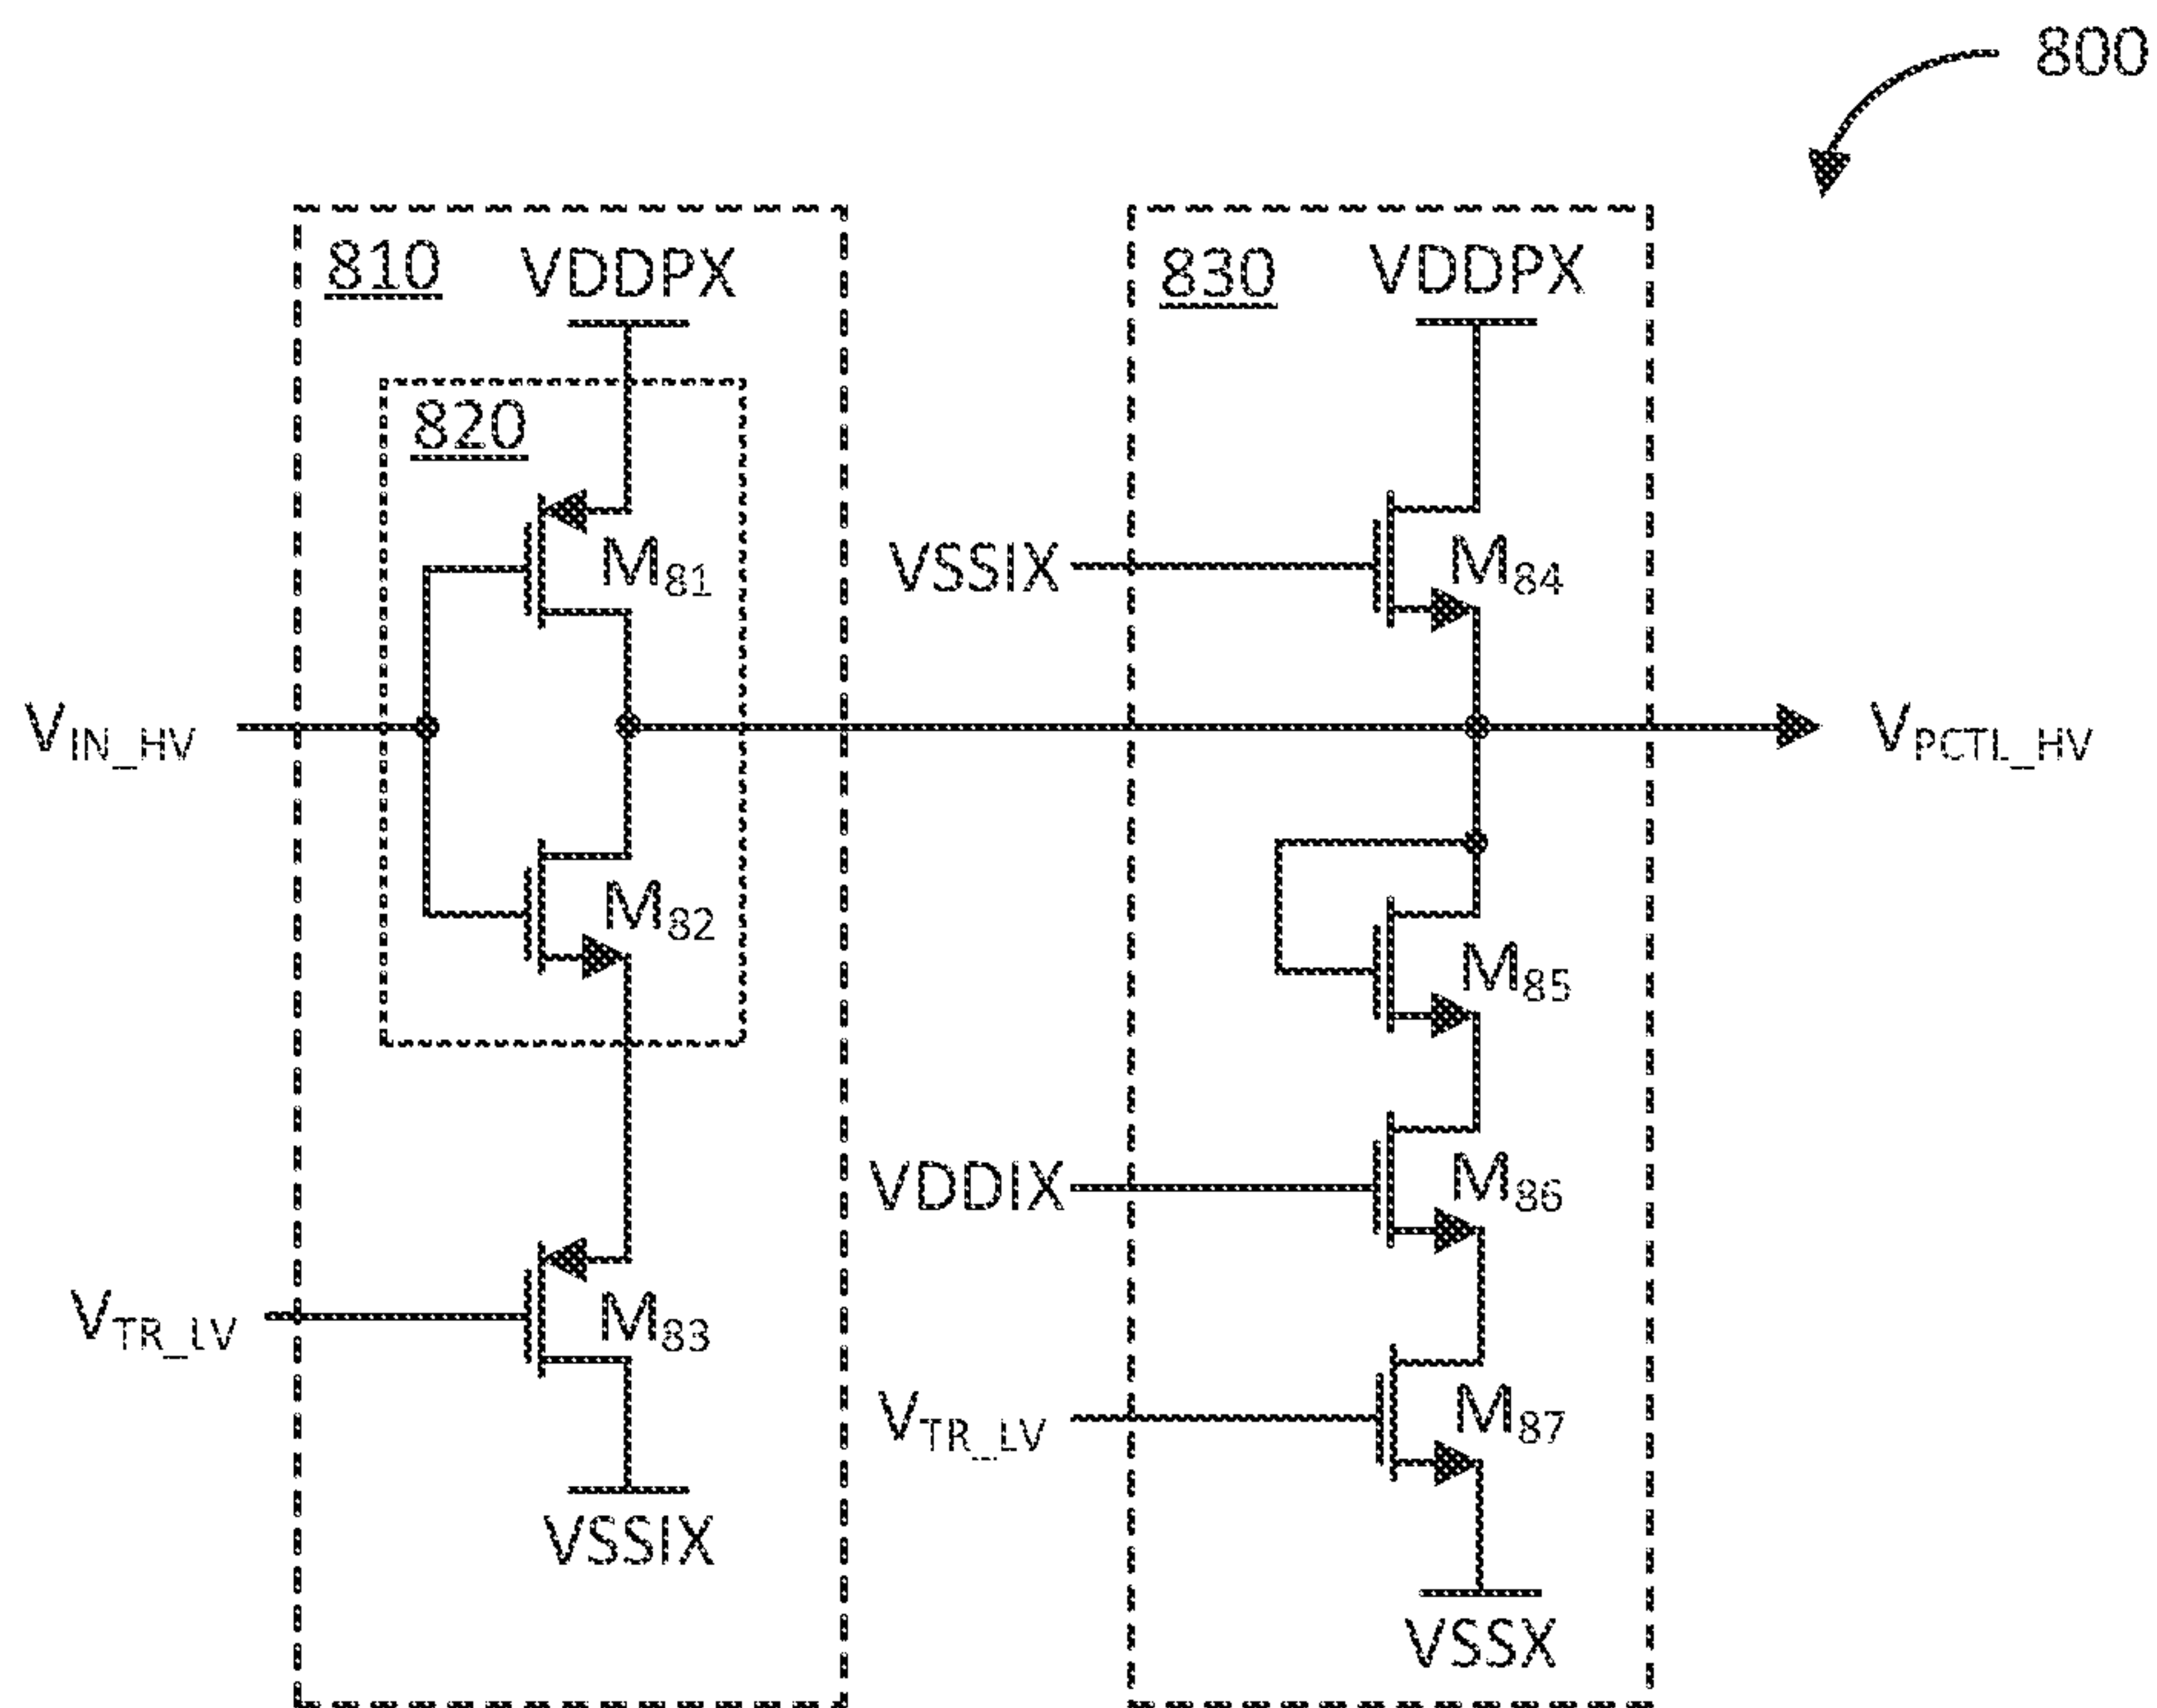 800
810
VDDPX
830
VDDPX
820
M81
VSSIX
M84
VIN_HV
VPCTL_HV
M82
M85
VDDIX
M86
VTR_LV
M83
VTR_LV
M87
VSSIX
VSSX